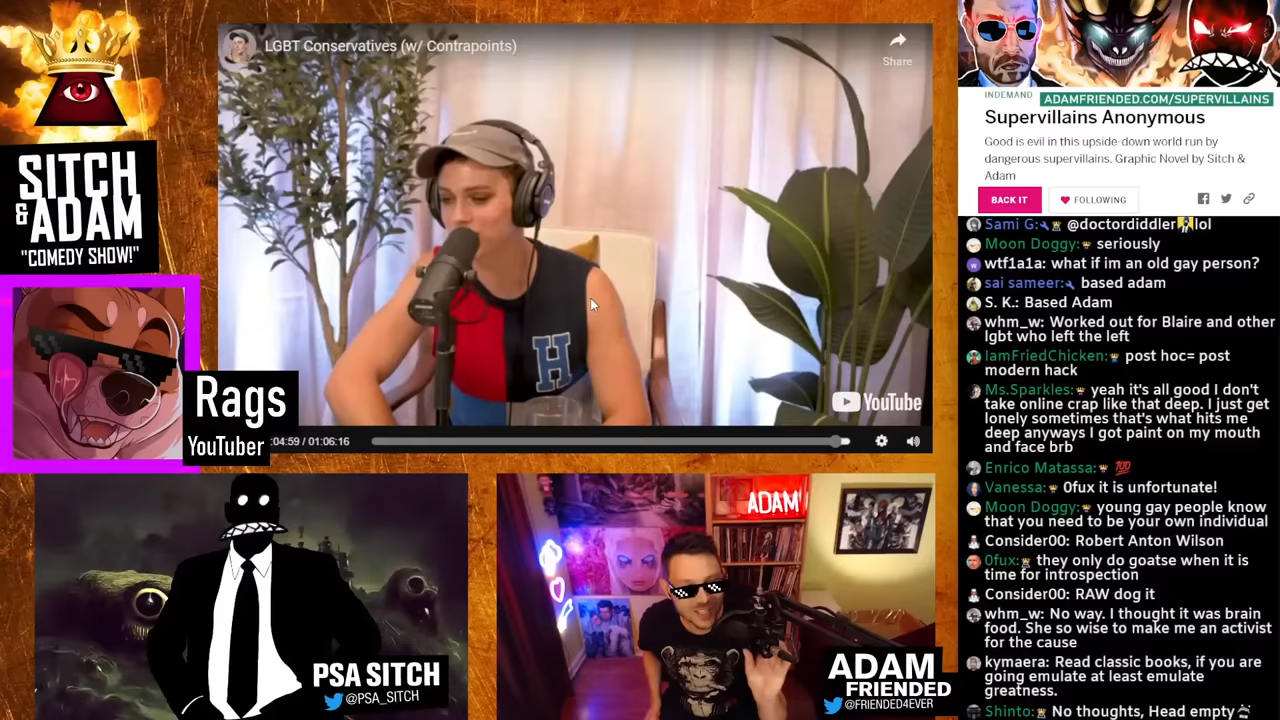 LGBT Conservatives (w/ Contrapoints)
Share
SITCH
& ADAM
"COMEDY SHOW!"
H
YouTube
:04:59 / 01:06:16
Rags
YouTuber
PSA SITCH
@PSA_SITCH
ADAM
ADAM
FRIENDED
@FRIENDED4EVER
INDEMAND
ADAMFRIENDED.COM/SUPERVILLAINS
Supervillains Anonymous
Good is evil in this upside-down world run by
dangerous supervillains. Graphic Novel by Sitch &
Adam
BACK IT
FOLLOWING
Sami G: @doctordiddler lol
Moon Doggy: seriously
wtf1a1a: what if im an old gay person?
sai sameer: based adam
S. K.: Based Adam
whm_w: Worked out for Blaire and other
lgbt who left the left
IamFriedChicken: post hoc= post
modern hack
Ms.Sparkles: yeah it's all good I don't
take online crap like that deep. I just get
lonely sometimes that's what hits me
deep anyways I got paint on my mouth
and face brb
Enrico Matassa: 💯
Vanessa: 0fux it is unfortunate!
Moon Doggy: young gay people know
that you need to be your own individual
Consider00: Robert Anton Wilson
0fux: they only do goatse when it is
time for introspection
Consider00: RAW dog it
whm_w: No way. I thought it was brain
food. She so wise to make me an activist
for the cause
kymaera: Read classic books, if you are
going emulate at least emulate
greatness.
Shinto: No thoughts, Head empty